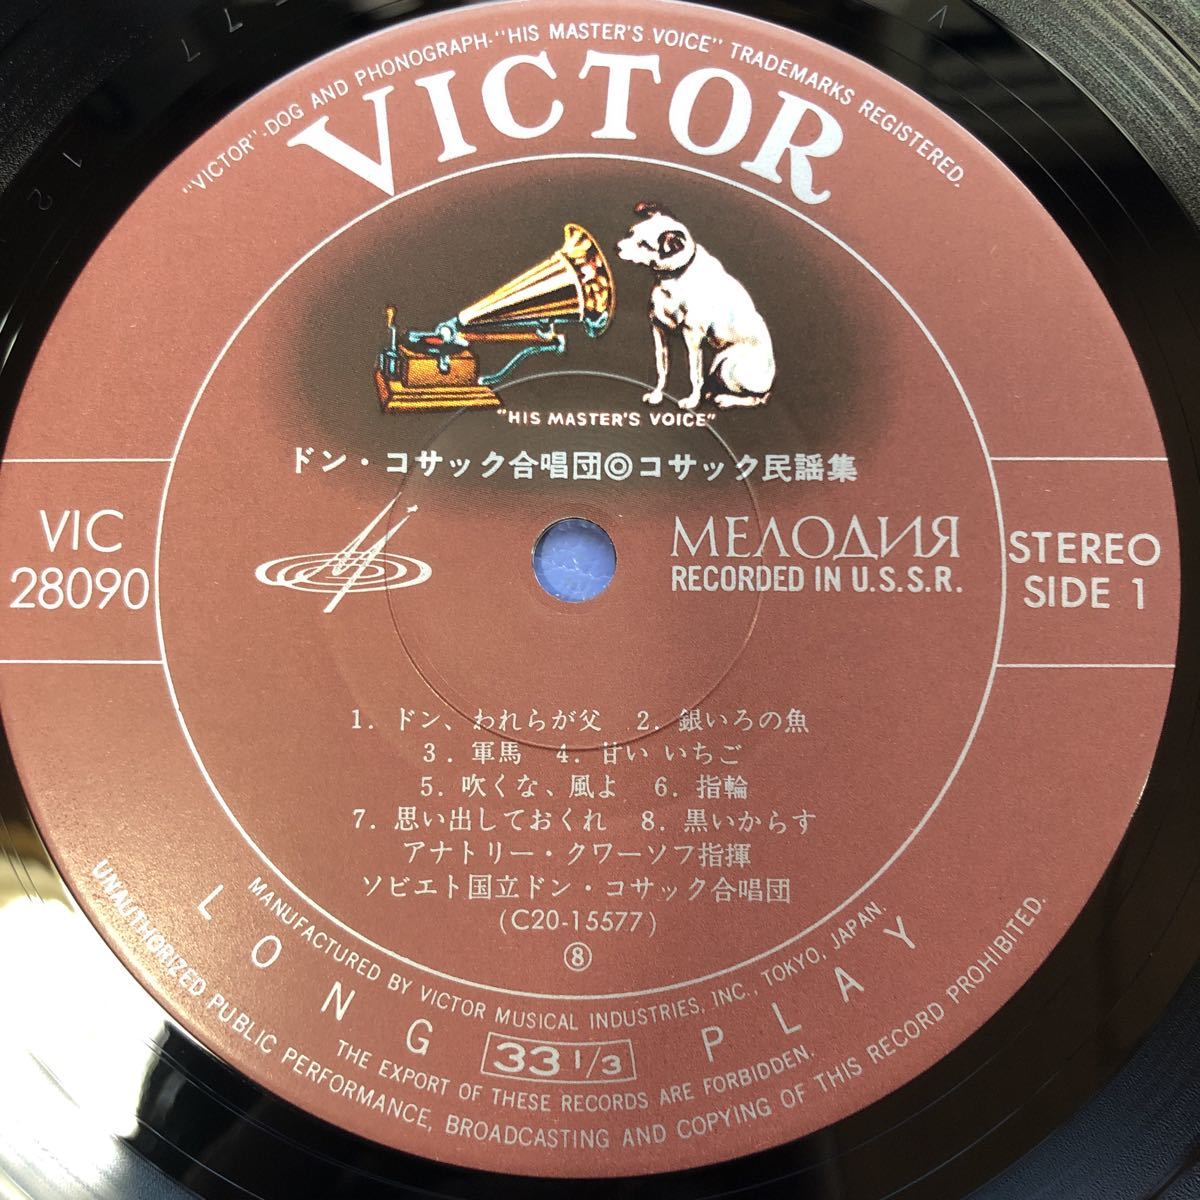 "VICTOR"-DOG AND PHONOGRAPH-"HIS MASTER'S VOICE" TRADEMARKS REGISTERED.
VICTOR
"HIS MASTER'S VOICE"
ドン・コサック合唱団◎コサック民謡集
VIC
28090
МЕЛОДИЯ
RECORDED IN U.S.S.R.
STEREO
SIDE 1
1. ドン、われらが父 2. 銀いろの魚
3. 軍馬 4. 甘い いちご
5. 吹くな、風よ 6. 指輪
7. 思い出しておくれ 8. 黒いからす
アナトリー・クワーソフ指揮
ソビエト国立ドン・コサック合唱団
(C20-15577)
⑧
MANUFACTURED BY VICTOR MUSICAL INDUSTRIES, INC., TOKYO, JAPAN.
LONG 33 1/3 PLAY
THE EXPORT OF THESE RECORDS ARE FORBIDDEN.
UNAUTHORIZED PUBLIC PERFORMANCE, BROADCASTING AND COPYING OF THIS RECORD PROHIBITED.